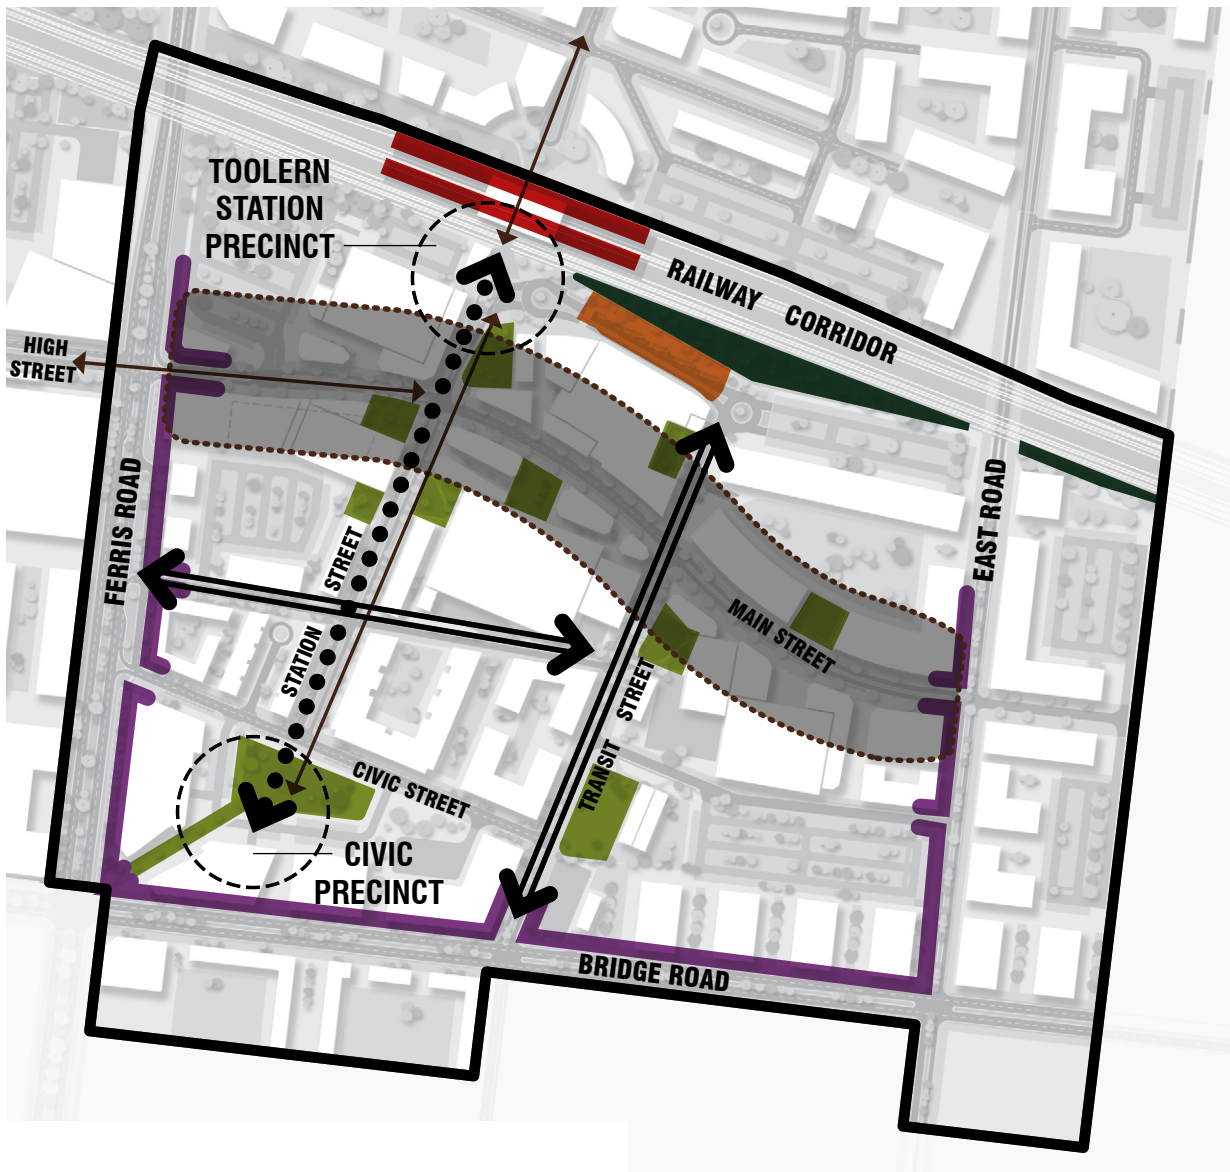 TOOLERN
STATION
PRECINCT
RAILWAY CORRIDOR
HIGH
STREET
FERRIS ROAD
EAST ROAD
STATION STREET
MAIN STREET
TRANSIT STREET
CIVIC STREET
CIVIC
PRECINCT
BRIDGE ROAD